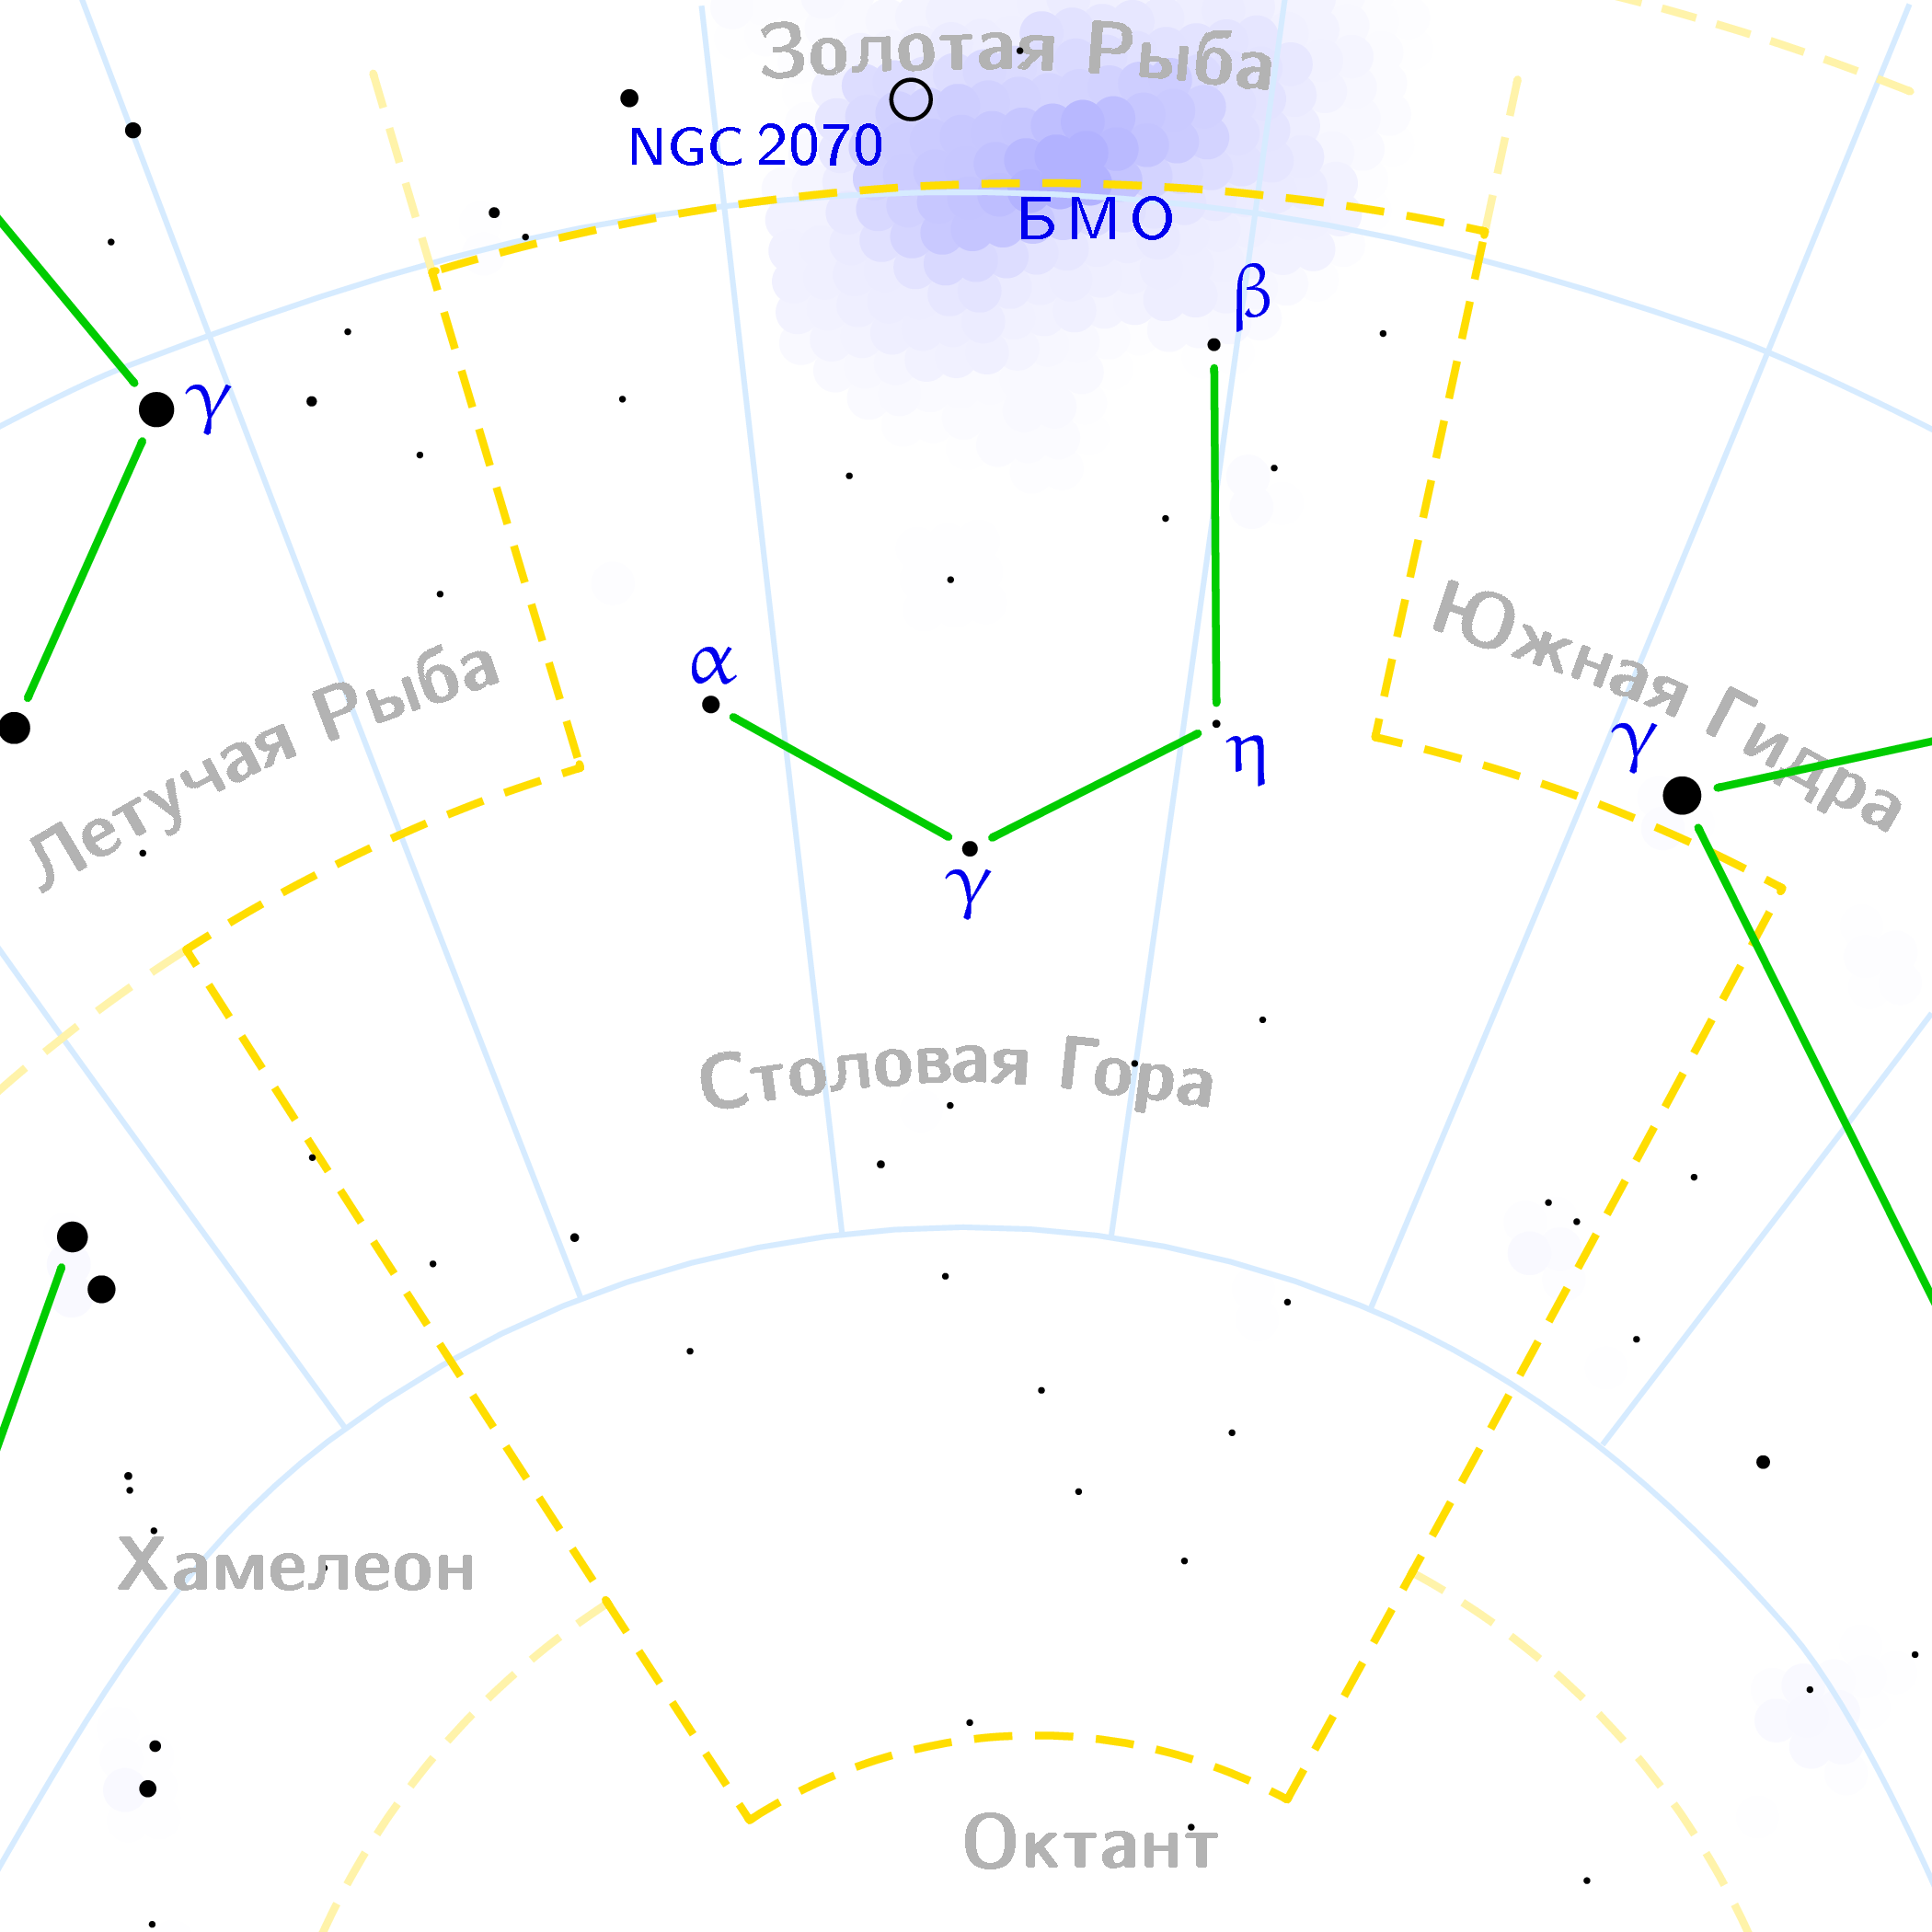 Золотая Рыба
NGC 2070
БМО
β
γ
Южная Гидра
α
Летучая Рыба
γ
η
γ
Столовая Гора
Хамелеон
Октант